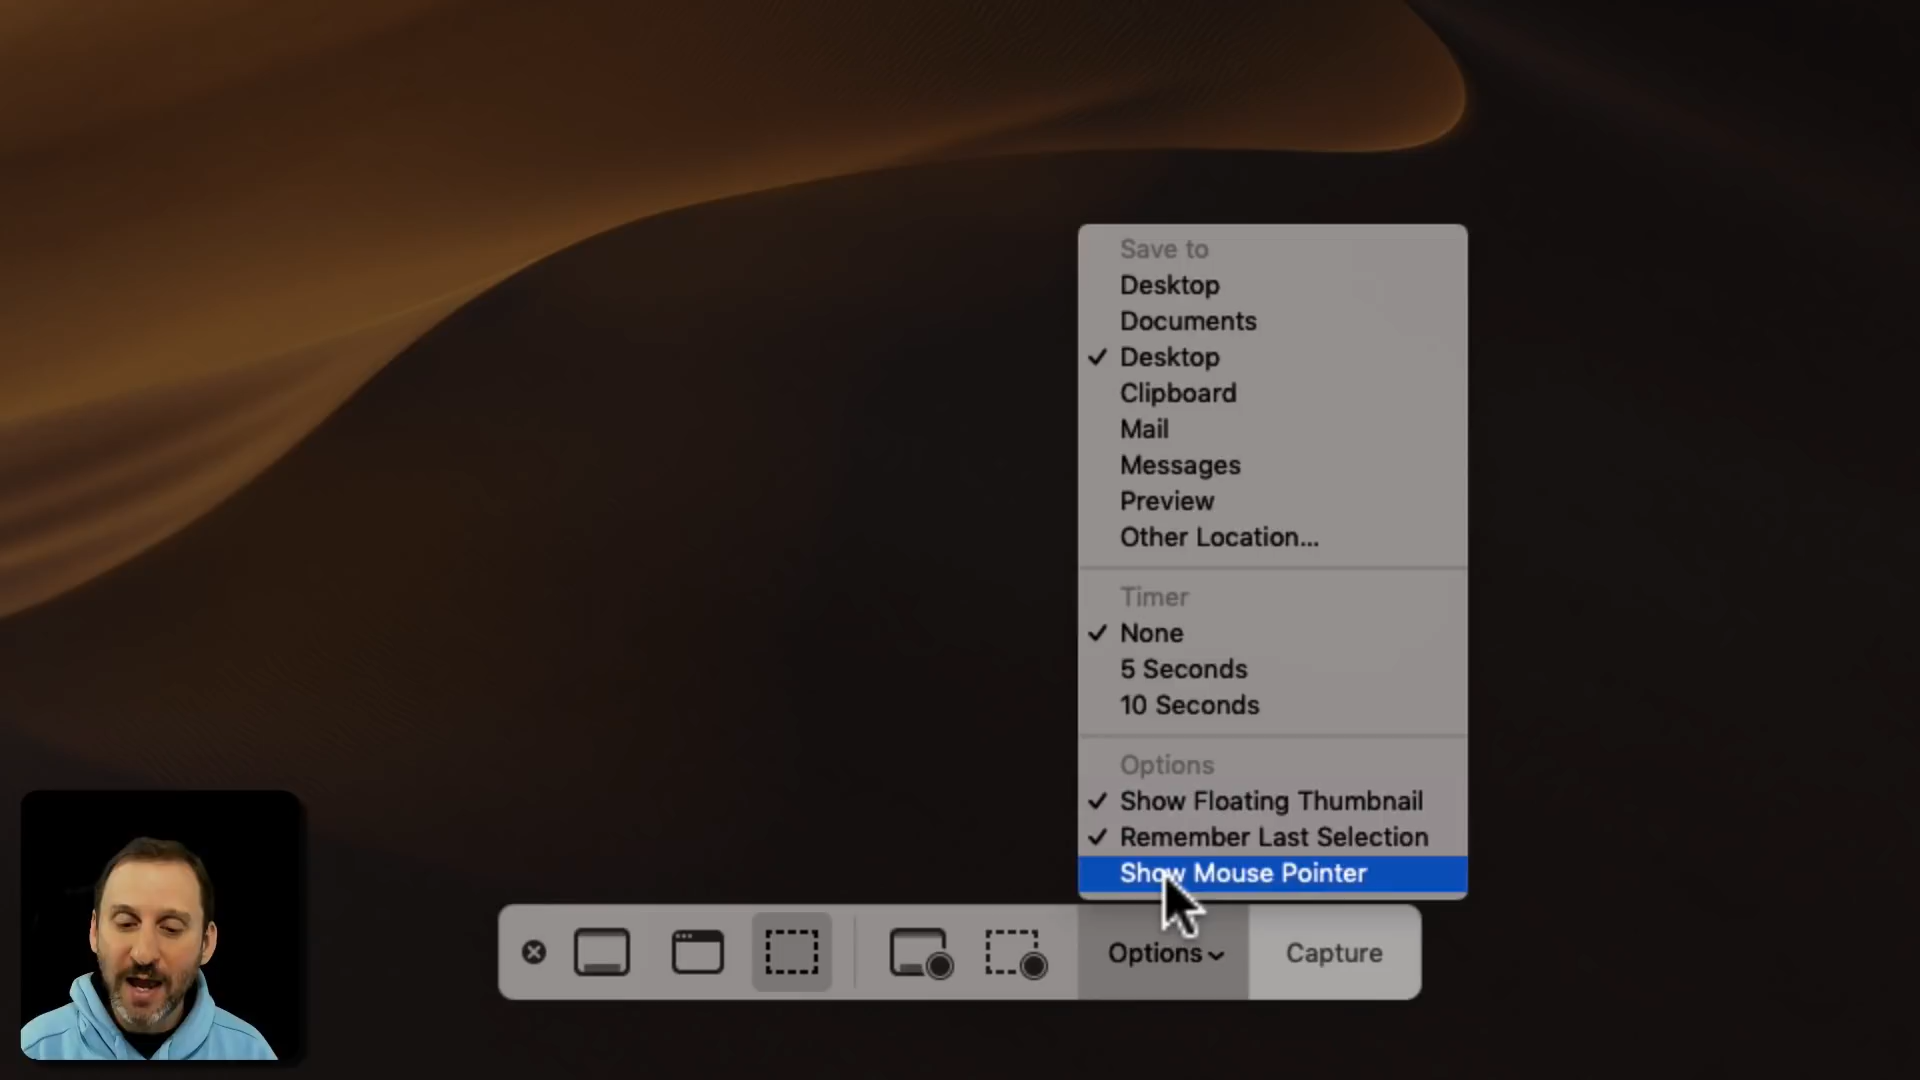 Save to
Desktop
Documents
✓ Desktop
Clipboard
Mail
Messages
Preview
Other Location...
Timer
✓ None
5 Seconds
10 Seconds
Options
✓ Show Floating Thumbnail
✓ Remember Last Selection
Show Mouse Pointer
Options
Capture